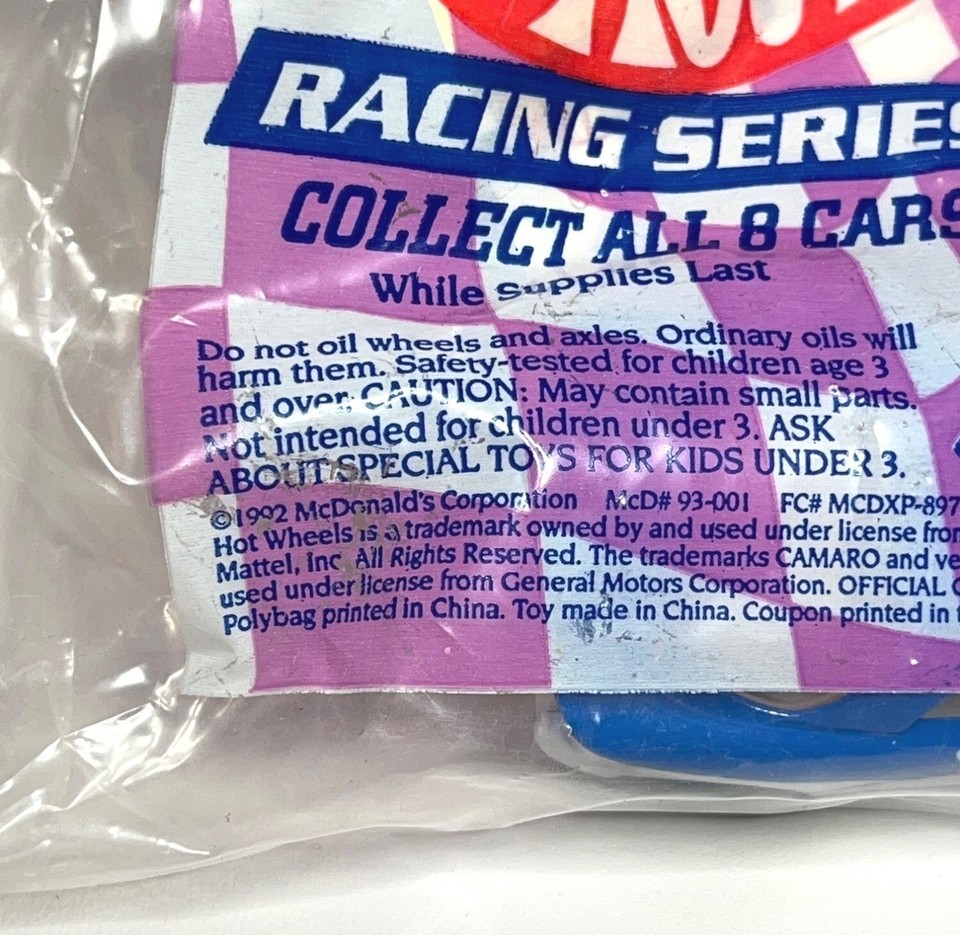 RACING SERIES
COLLECT ALL 8 CARS
While Supplies Last
Do not oil wheels and axles. Ordinary oils will
harm them. Safety-tested for children age 3
and over. CAUTION: May contain small parts.
Not intended for children under 3. ASK
ABOUT SPECIAL TOYS FOR KIDS UNDER 3.
©1992 McDonald's Corporation McD# 93-001 FC# MCDXP-897
Hot Wheels is a trademark owned by and used under license from
Mattel, Inc. All Rights Reserved. The trademarks CAMARO and
used under license from General Motors Corporation. OFFICIAL
Polybag printed in China. Toy made in China. Coupon printed in